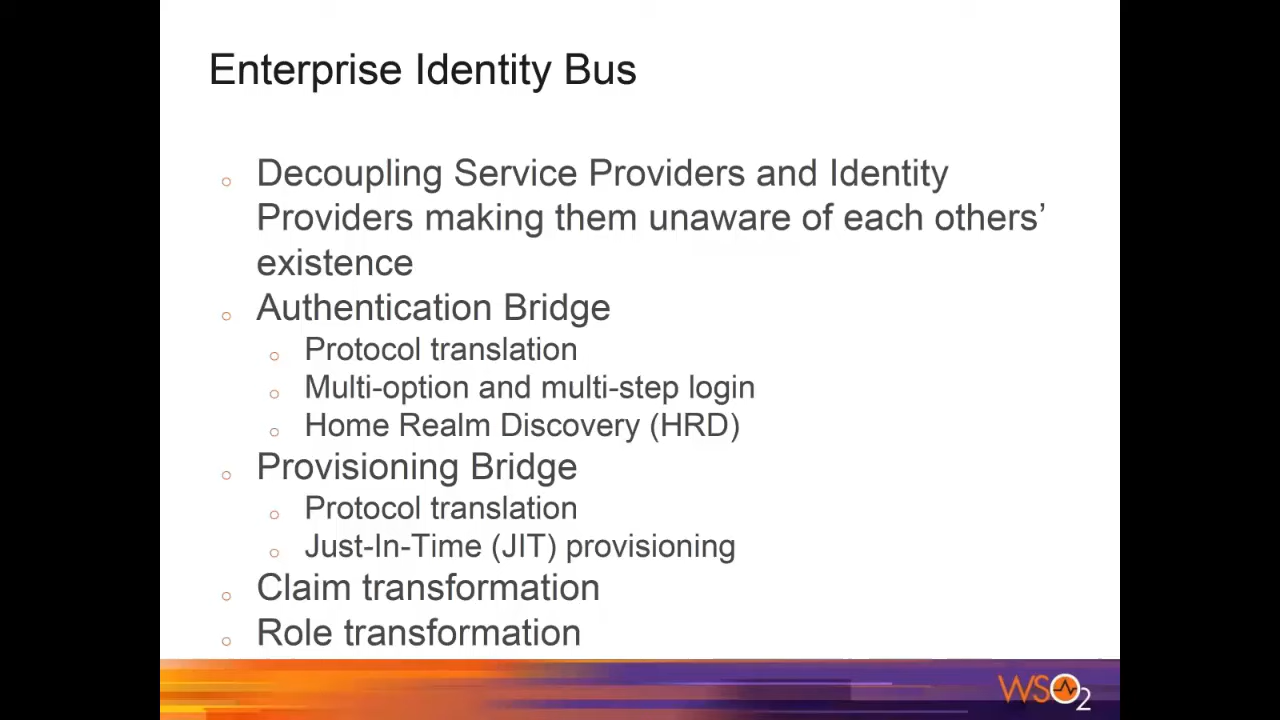 Enterprise Identity Bus
Decoupling Service Providers and Identity
Providers making them unaware of each others’
existence
Authentication Bridge
Protocol translation
Multi-option and multi-step login
Home Realm Discovery (HRD)
Provisioning Bridge
Protocol translation
Just-In-Time (JIT) provisioning
Claim transformation
Role transformation
WSO2